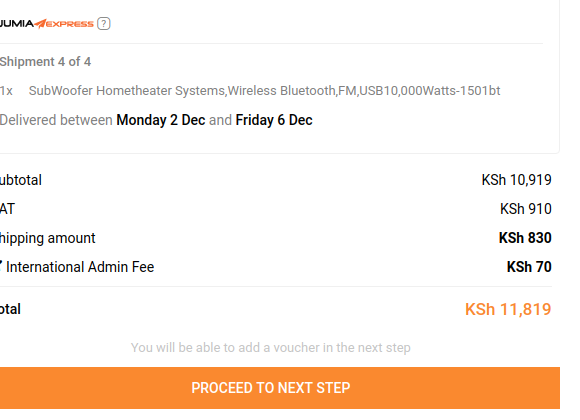 JUMIA EXPRESS ?
Shipment 4 of 4
1x SubWoofer Hometheater Systems,Wireless Bluetooth,FM,USB10,000Watts-1501bt
Delivered between Monday 2 Dec and Friday 6 Dec
ubtotal KSh 10,919
AT KSh 910
hipping amount KSh 830
International Admin Fee KSh 70
otal KSh 11,819
You will be able to add a voucher in the next step
PROCEED TO NEXT STEP